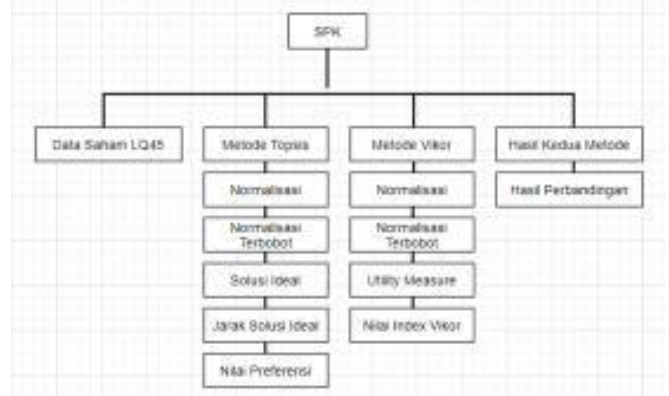 SPK
Data Saham LQ45
Metode Topsis
Metode Vikor
Hasil Kedua Metode
Normalisasi
Normalisasi
Hasil Perbandingan
Normalisasi
Terbobot
Normalisasi
Terbobot
Solusi Ideal
Utility Measure
Jarak Solusi Ideal
Nilai Index Vikor
Nilai Preferensi